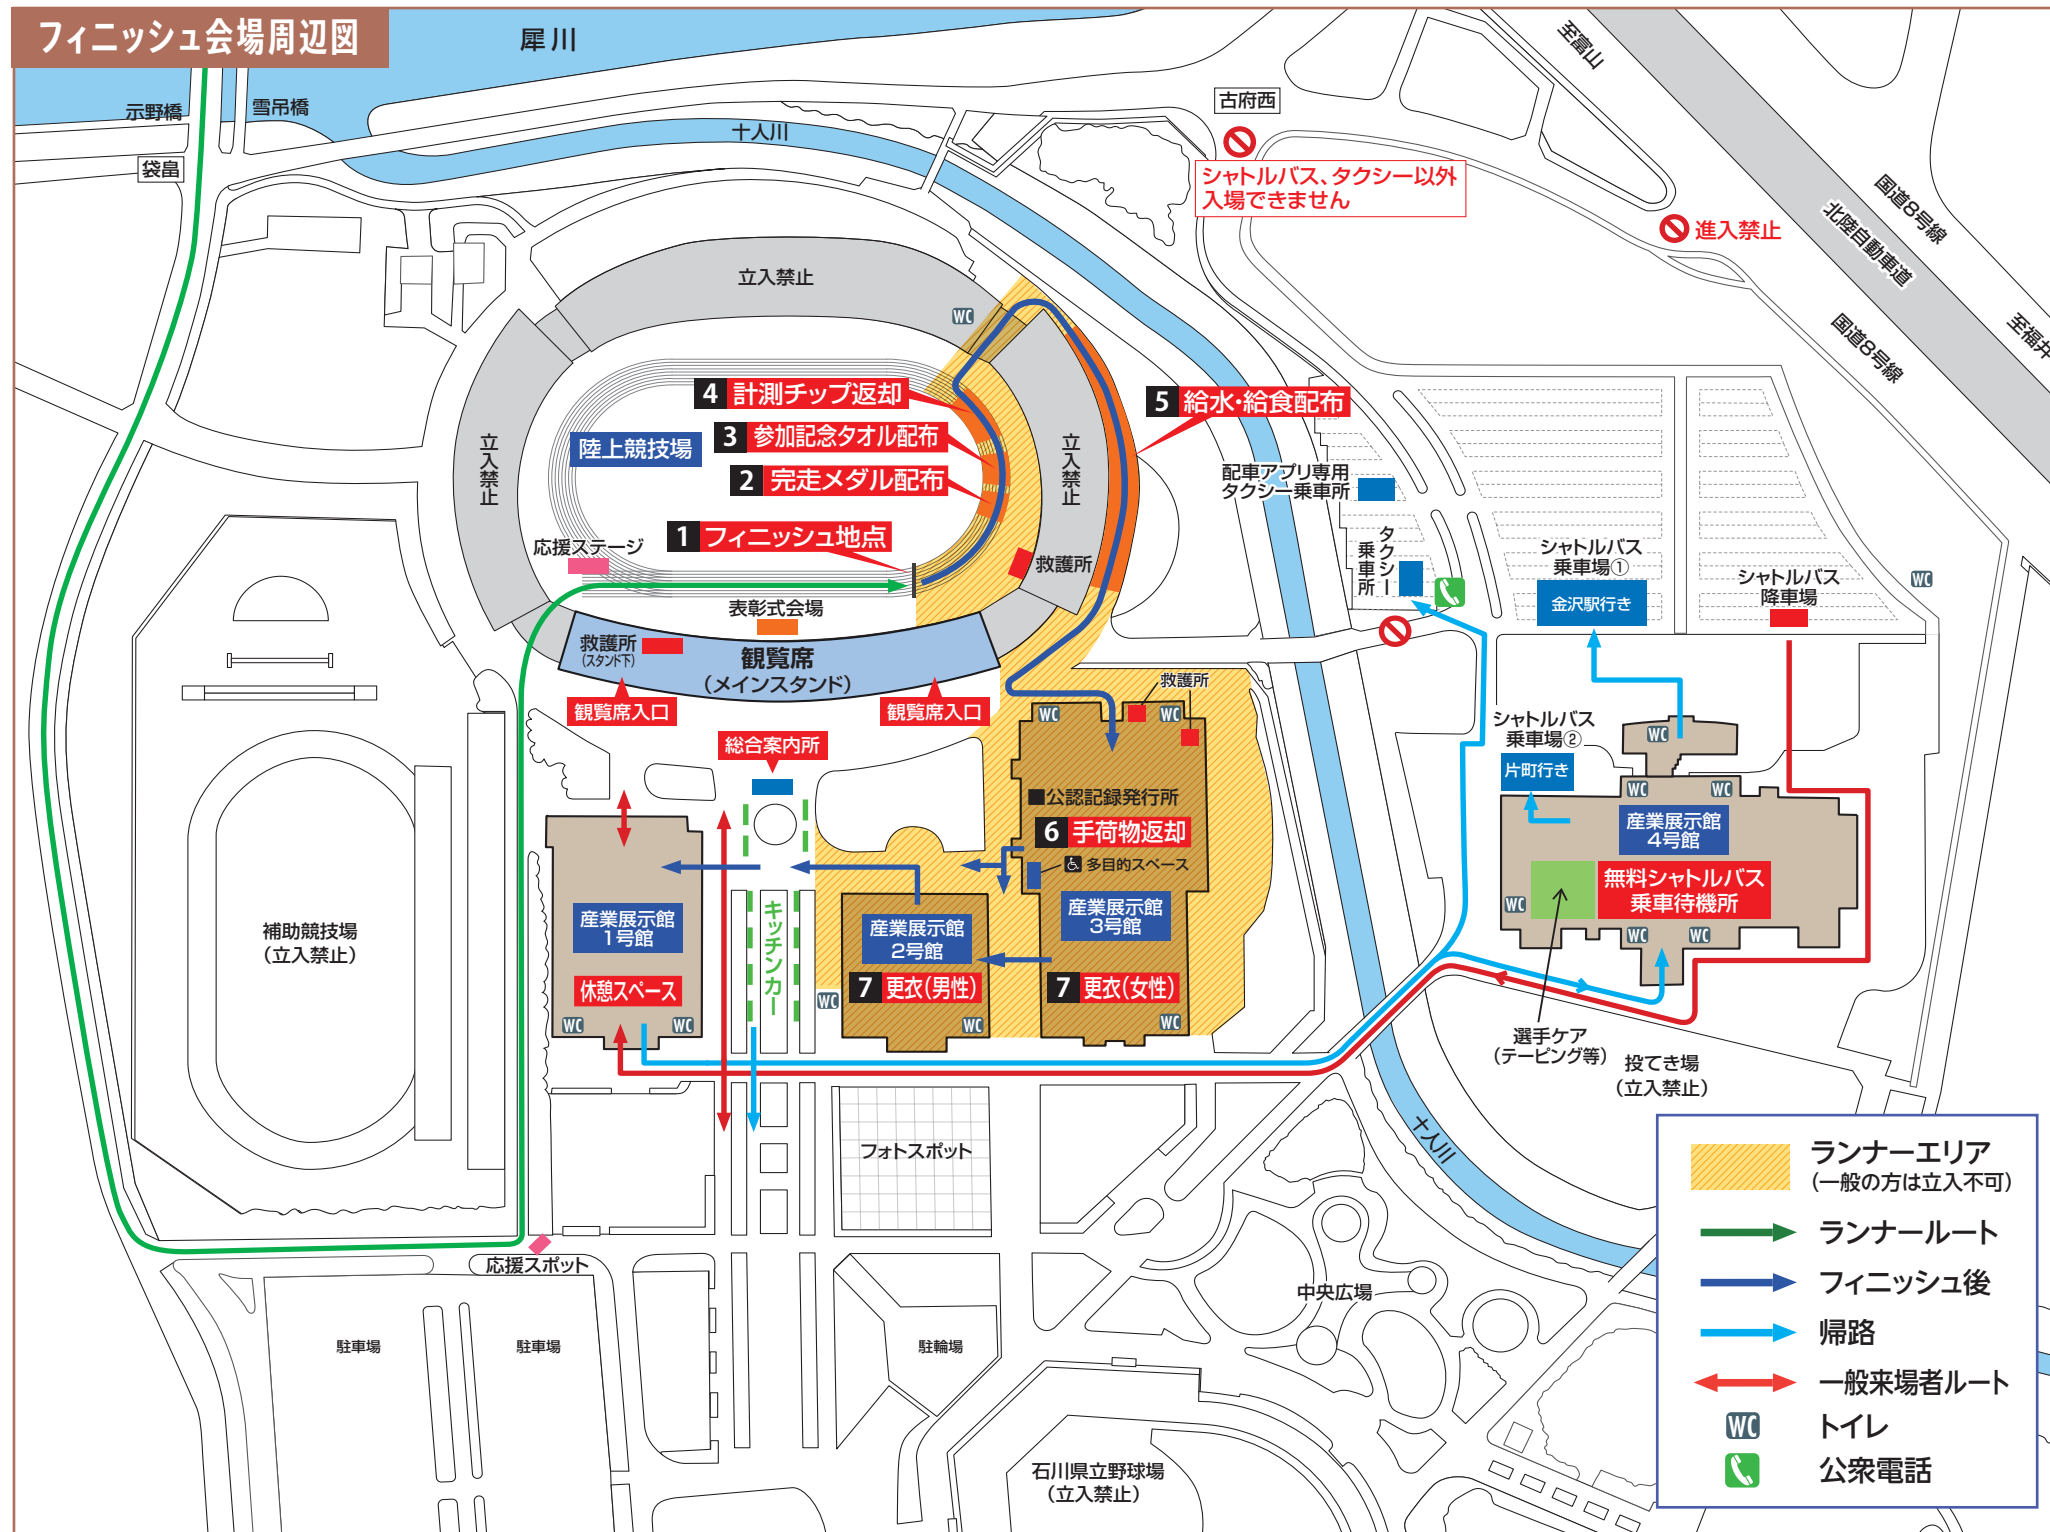 フィニッシュ会場周辺図
犀川
示野橋
雪吊橋
袋畠
十人川
古府西
シャトルバス、タクシー以外
入場できません
至富山
国道8号線
北陸自動車道
進入禁止
国道8号線
至福井
立入禁止
WC
立入禁止
立入禁止
4 計測チップ返却
3 参加記念タオル配布
2 完走メダル配布
1 フィニッシュ地点
5 給水・給食配布
陸上競技場
応援ステージ
救護所
表彰式会場
救護所
(スタンド下)
観覧席
(メインスタンド)
観覧席入口
観覧席入口
配車アプリ専用
タクシー乗車所
タクシー
乗車所
シャトルバス
乗車場①
金沢駅行き
シャトルバス
降車場
WC
シャトルバス
乗車場②
片町行き
WC
WC
WC
産業展示館
4号館
無料シャトルバス
乗車待機所
WC
WC
WC
選手ケア
(テーピング等)
投てき場
(立入禁止)
総合案内所
救護所
WC
WC
■公認記録発行所
6 手荷物返却
多目的スペース
産業展示館
3号館
7 更衣(女性)
WC
産業展示館
2号館
7 更衣(男性)
WC
WC
キッチンカー
産業展示館
1号館
休憩スペース
WC
WC
補助競技場
(立入禁止)
フォトスポット
応援スポット
駐車場
駐車場
駐輪場
中央広場
十人川
石川県立野球場
(立入禁止)
ランナーエリア
(一般の方は立入不可)
ランナールート
フィニッシュ後
帰路
一般来場者ルート
WC トイレ
公衆電話